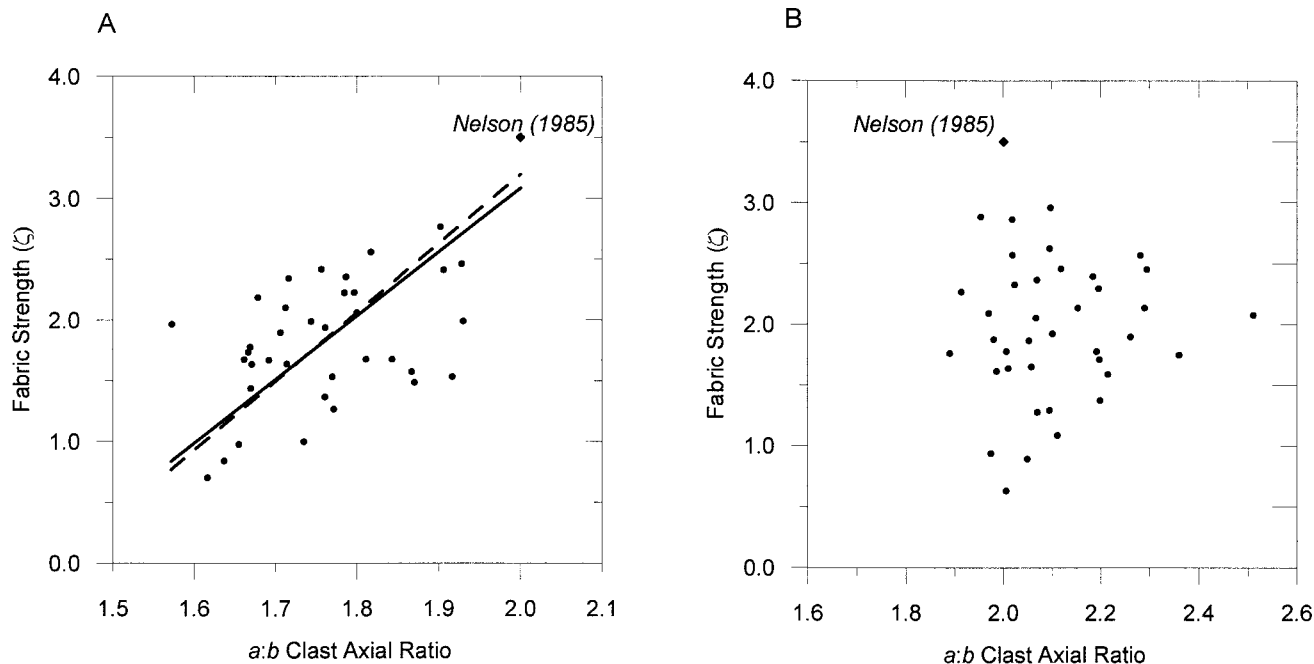 A
4.0
3.0
2.0
1.0
0.0
Fabric Strength (ζ)
Nelson (1985)
1.5 1.6 1.7 1.8 1.9 2.0 2.1
a:b Clast Axial Ratio
B
4.0
3.0
2.0
1.0
0.0
Fabric Strength (ζ)
Nelson (1985)
1.6 1.8 2.0 2.2 2.4 2.6
a:b Clast Axial Ratio